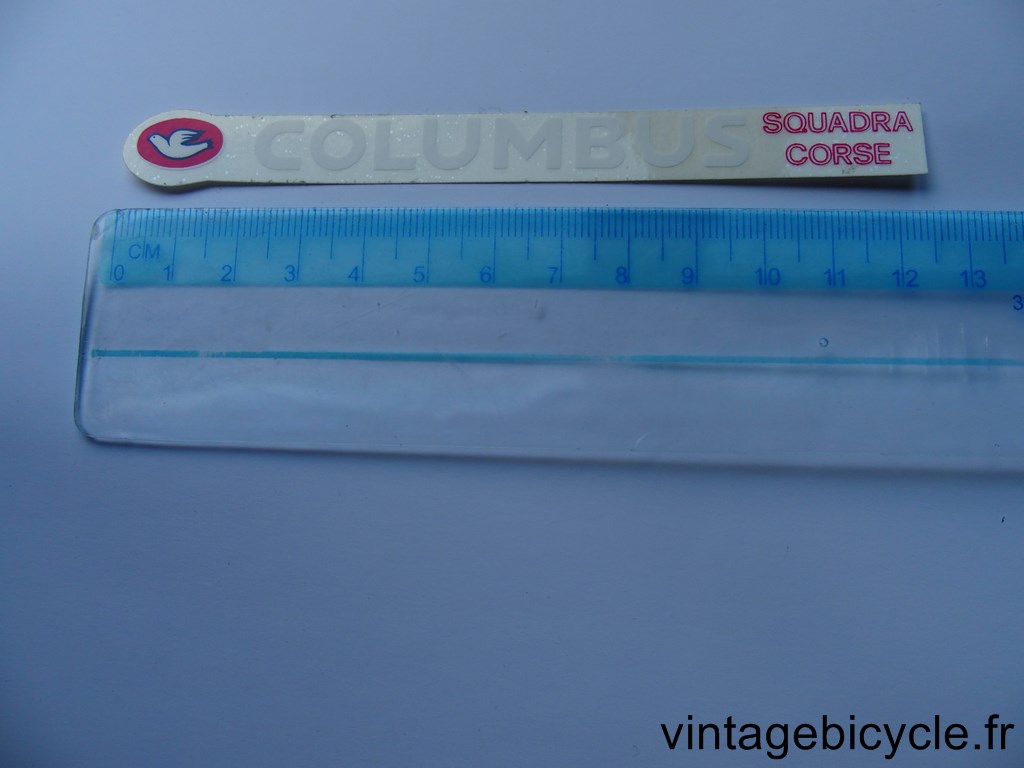 COLUMBUS SQUADRA
CORSE
CM
0 1 2 3 4 5 6 7 8 9 10 11 12 13
3
vintagebicycle.fr